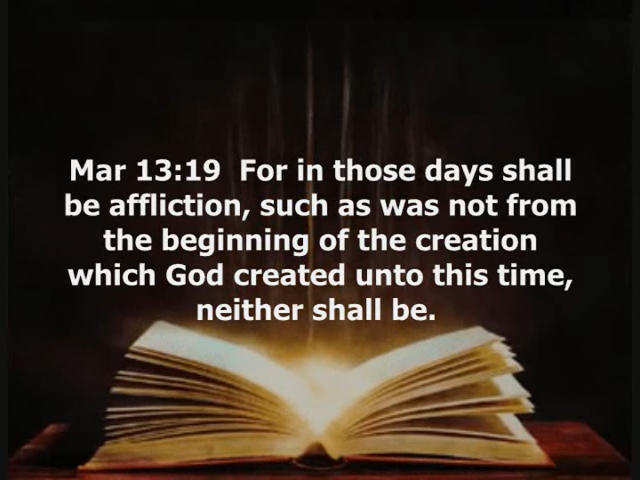 Mar 13:19  For in those days shall
be affliction, such as was not from
the beginning of the creation
which God created unto this time,
neither shall be.